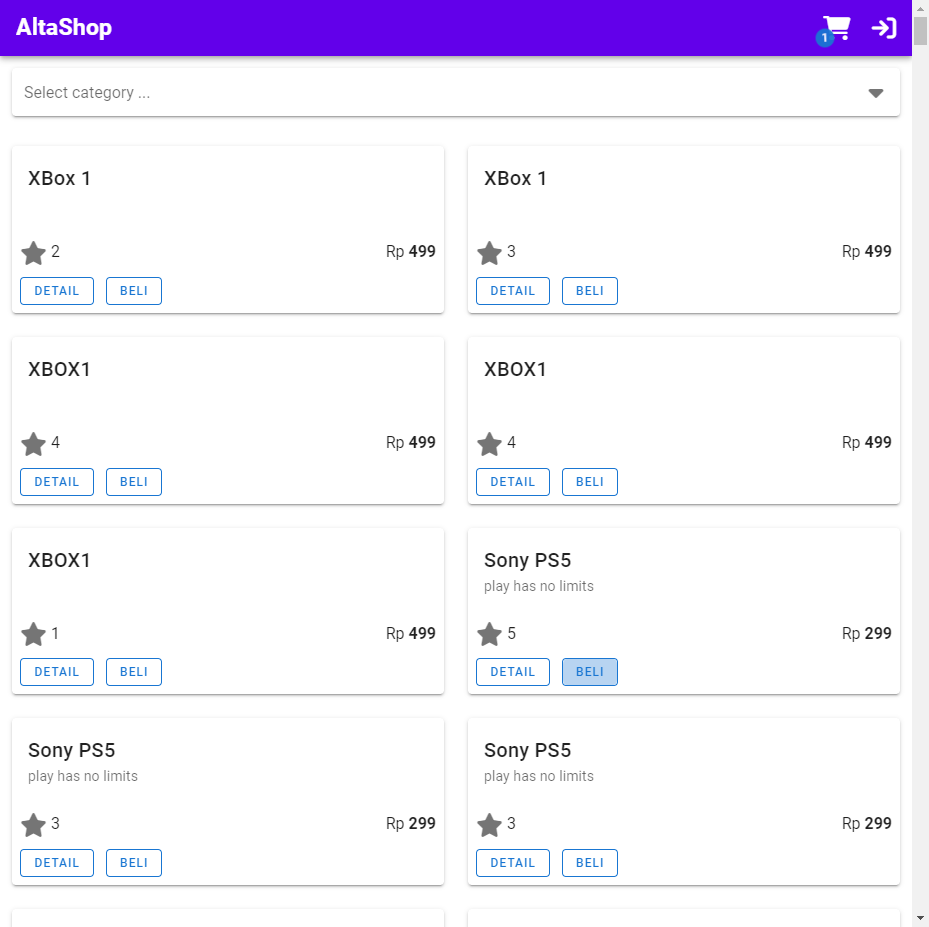 AltaShop
1
Select category ...
XBox 1
2 Rp 499
DETAIL BELI
XBox 1
3 Rp 499
DETAIL BELI
XBOX1
4 Rp 499
DETAIL BELI
XBOX1
4 Rp 499
DETAIL BELI
XBOX1
1 Rp 499
DETAIL BELI
Sony PS5
play has no limits
5 Rp 299
DETAIL BELI
Sony PS5
play has no limits
3 Rp 299
DETAIL BELI
Sony PS5
play has no limits
3 Rp 299
DETAIL BELI